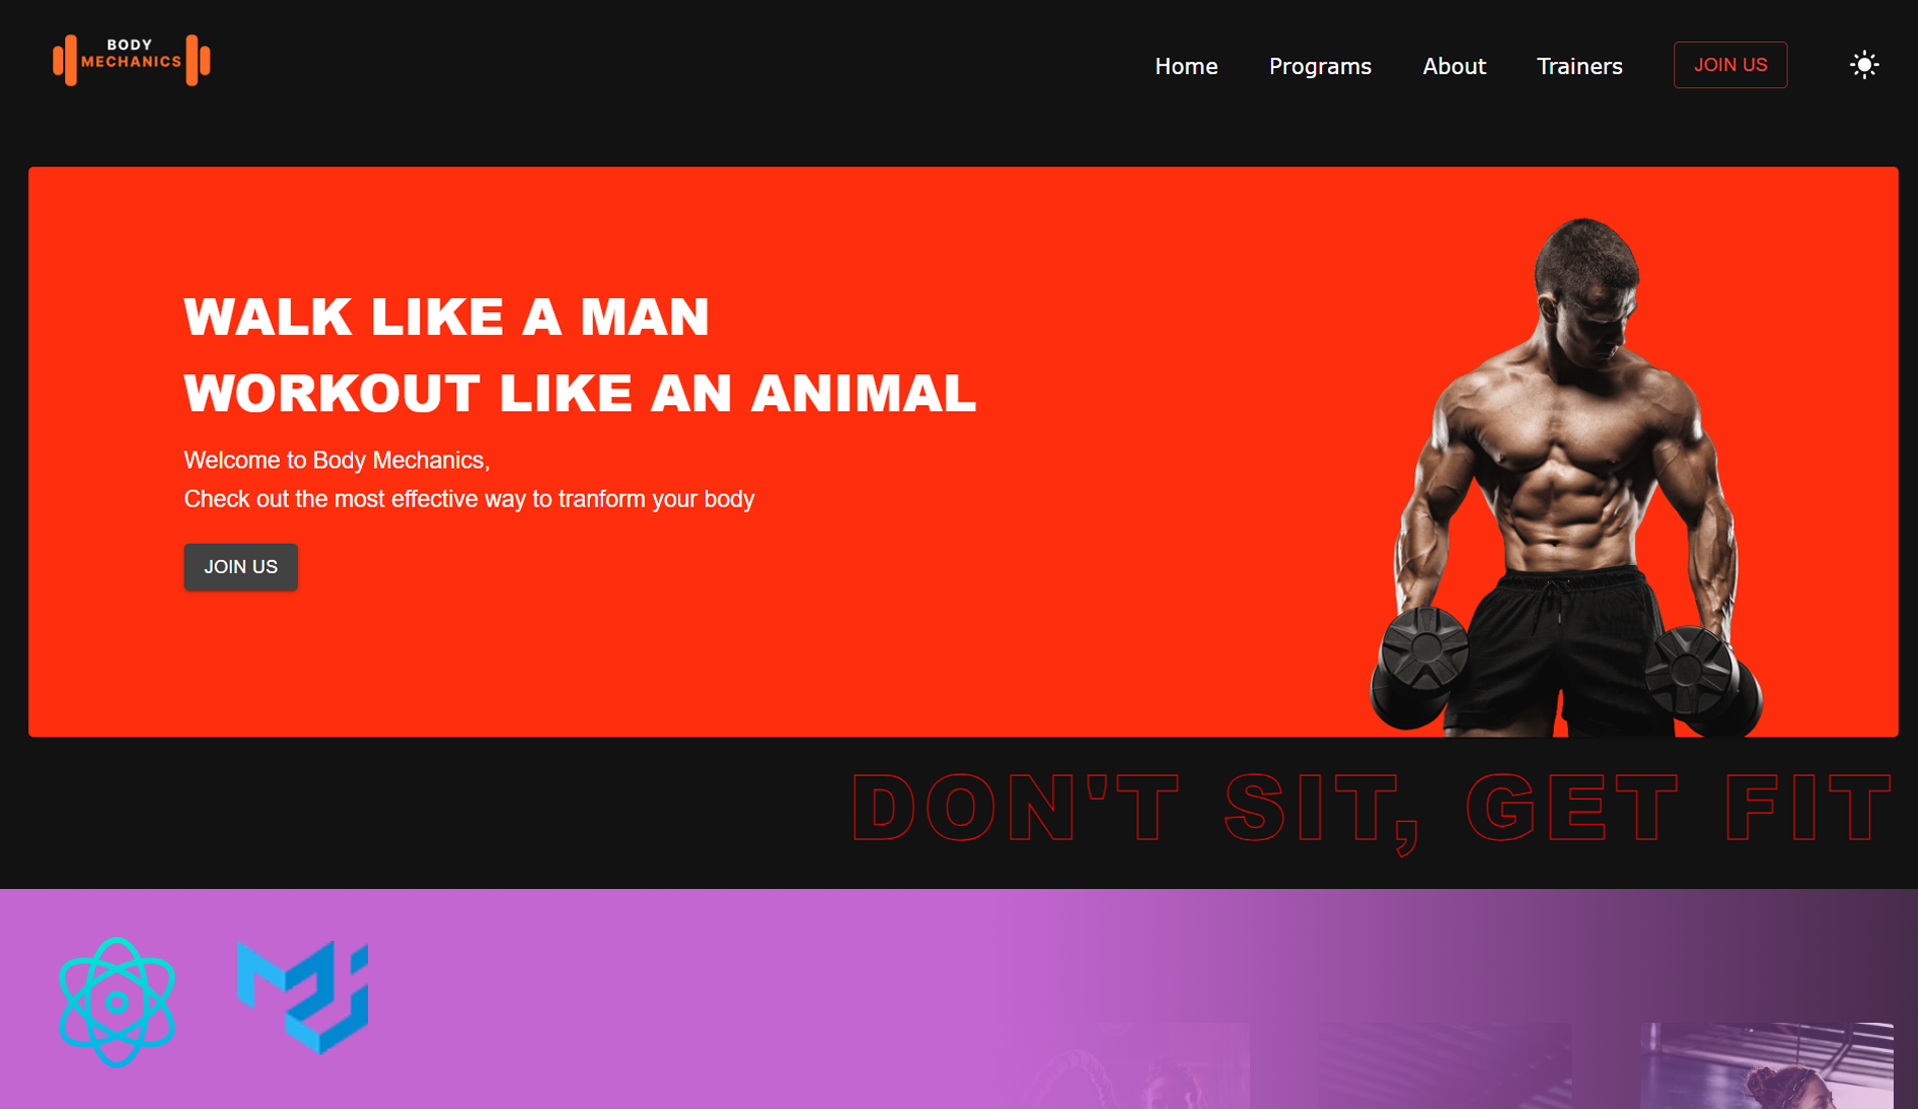 BODY
MECHANICS
Home
Programs
About
Trainers
JOIN US
WALK LIKE A MAN
WORKOUT LIKE AN ANIMAL
Welcome to Body Mechanics,
Check out the most effective way to tranform your body
JOIN US
DON'T SIT, GET FIT